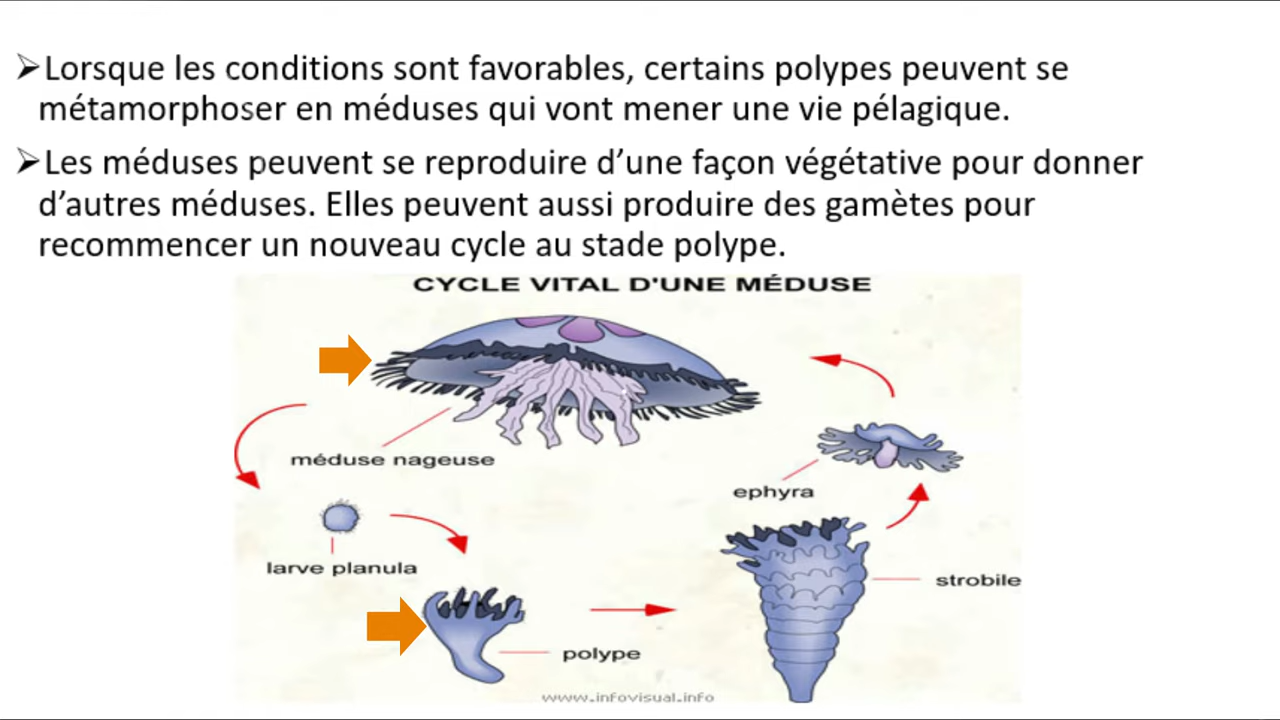 ➢Lorsque les conditions sont favorables, certains polypes peuvent se
métamorphoser en méduses qui vont mener une vie pélagique.
➢Les méduses peuvent se reproduire d’une façon végétative pour donner
d’autres méduses. Elles peuvent aussi produire des gamètes pour
recommencer un nouveau cycle au stade polype.
CYCLE VITAL D'UNE MÉDUSE
méduse nageuse
ephyra
larve planula
strobile
polype
www.infovisual.info